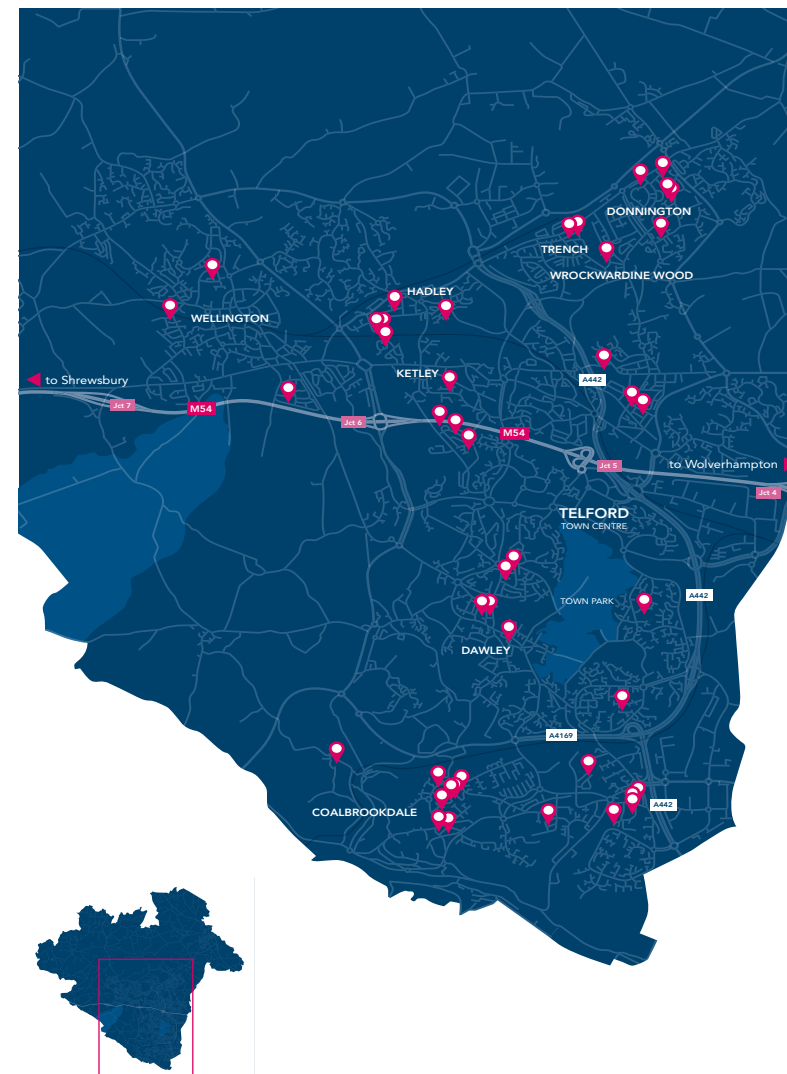 DONNINGTON
TRENCH
WROCKWARDINE WOOD
HADLEY
WELLINGTON
KETLEY
to Shrewsbury
A442
Jct 7
M54
Jct 6
M54
to Wolverhampton
Jct 5
Jct 4
TELFORD
TOWN CENTRE
A442
TOWN PARK
DAWLEY
A4169
A442
COALBROOKDALE